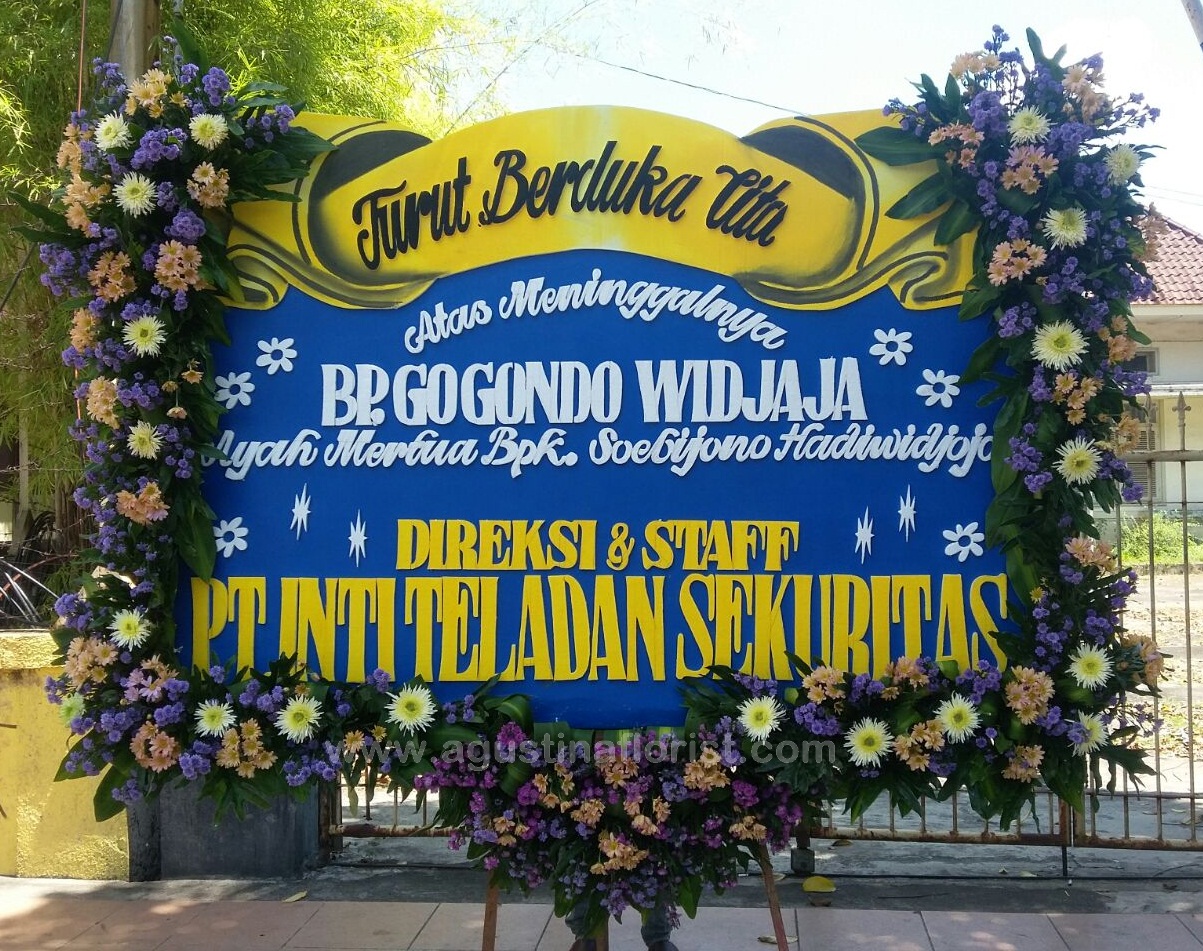 Turut Berduka Cita
Atas Meninggalnya
BP. GOGONDO WIDJAJA
Ayah Mertua Bpk. Soebijono Hadiwidjojo
DIREKSI & STAFF
PT INTI TELADAN SEKURITAS
www.agustinaflorist.com